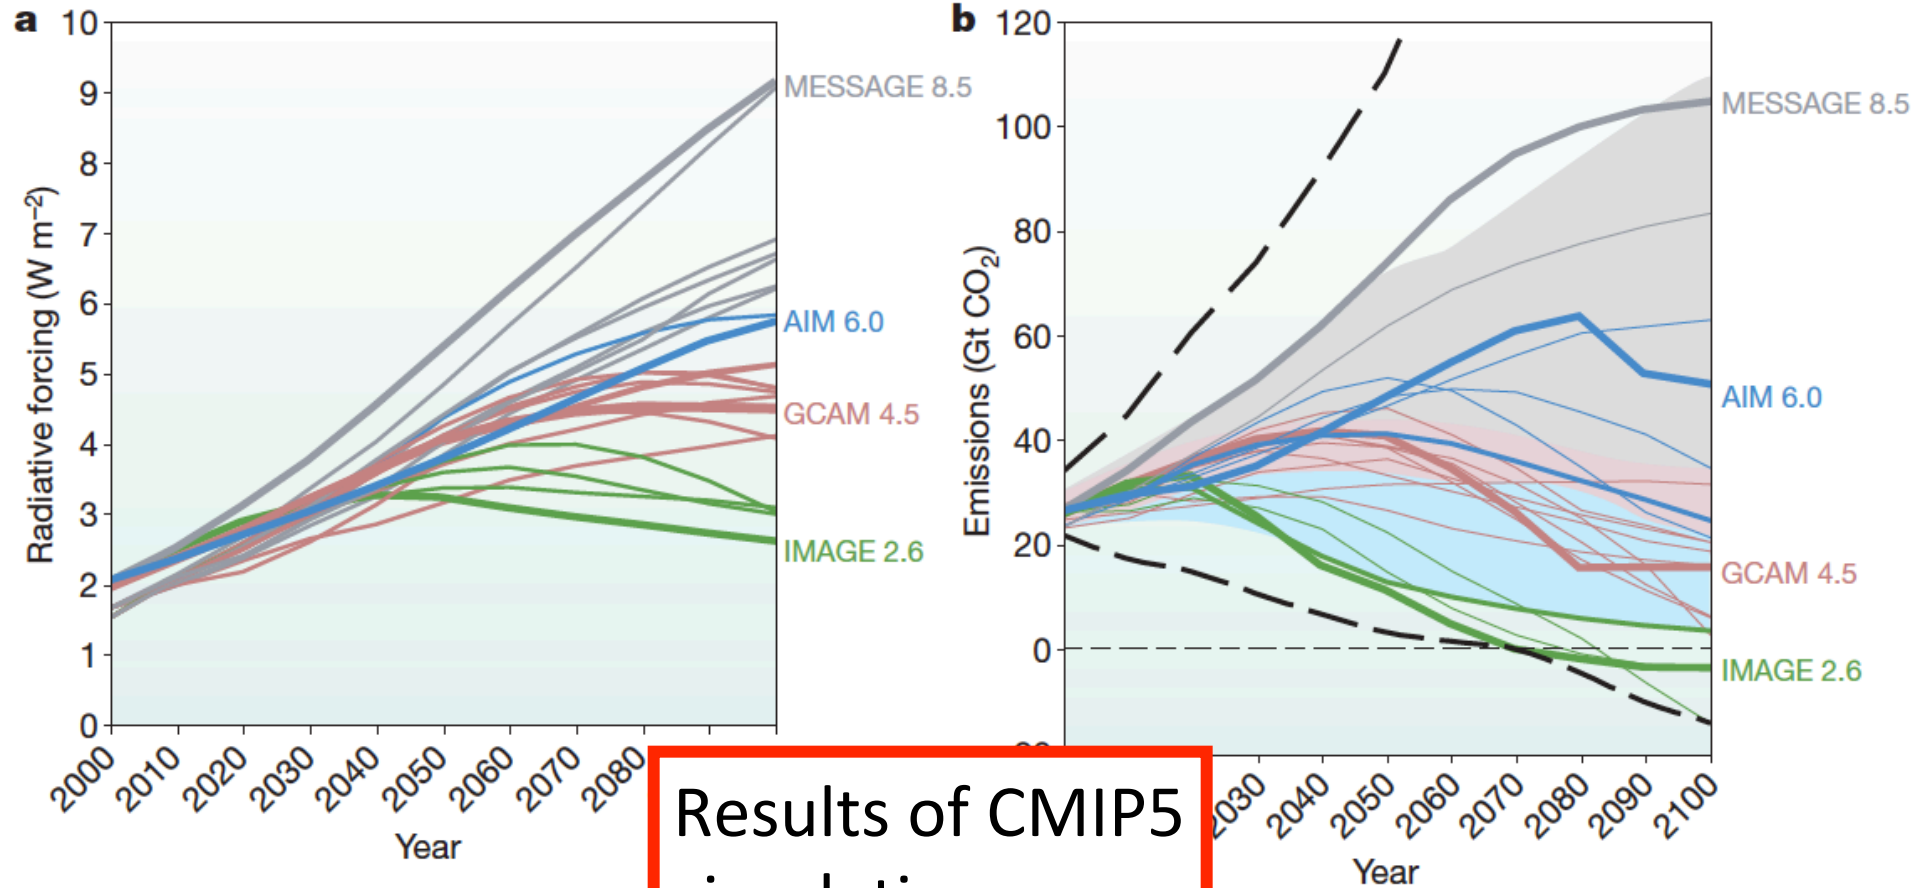 a
10
9
8
7
6
5
4
3
2
1
0
Radiative forcing (W m⁻²)
MESSAGE 8.5
AIM 6.0
GCAM 4.5
IMAGE 2.6
2000 2010 2020 2030 2040 2050 2060 2070 2080
Year
b
120
100
80
60
40
20
0
Emissions (Gt CO₂)
MESSAGE 8.5
AIM 6.0
GCAM 4.5
IMAGE 2.6
2030 2040 2050 2060 2070 2080 2090 2100
Year
Results of CMIP5